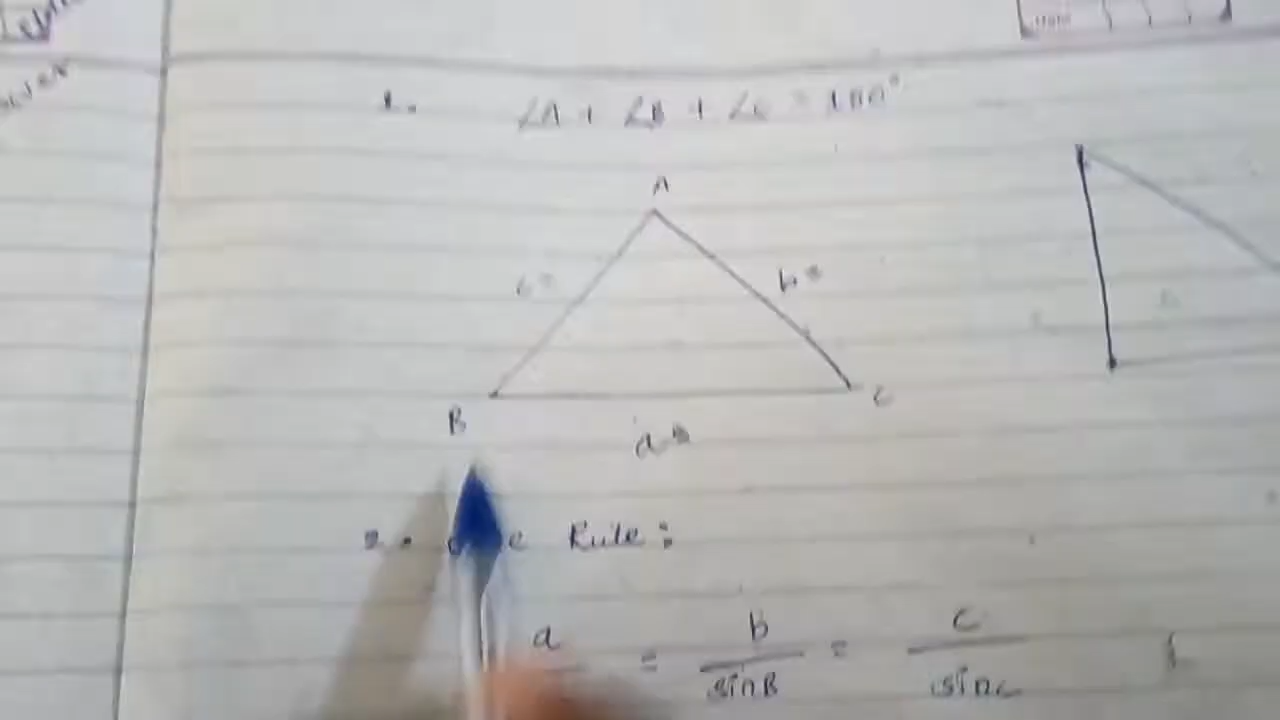 1. ∠A + ∠B + ∠C = 180°
A
c =
b =
B
C
a =
2. Rule :
a = b/sinB = c/sinC